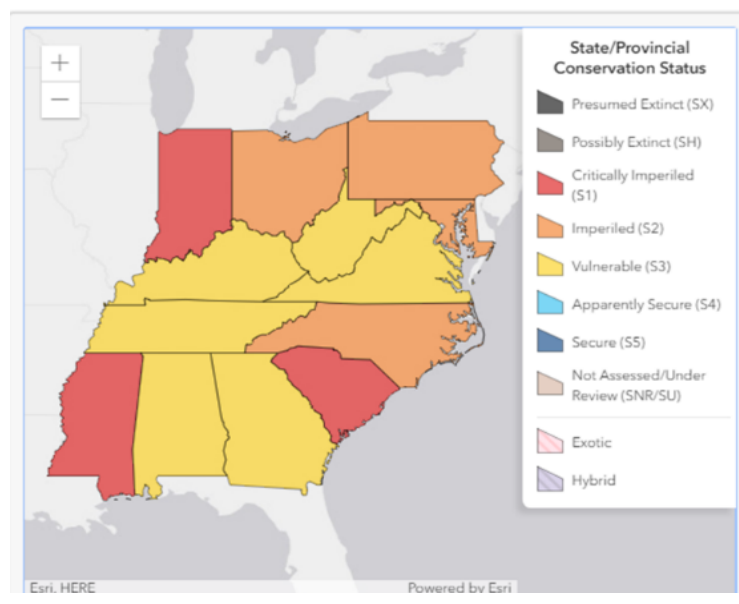 +
−
State/Provincial
Conservation Status
Presumed Extinct (SX)
Possibly Extinct (SH)
Critically Imperiled
(S1)
Imperiled (S2)
Vulnerable (S3)
Apparently Secure (S4)
Secure (S5)
Not Assessed/Under
Review (SNR/SU)
Exotic
Hybrid
Esri, HERE
Powered by Esri